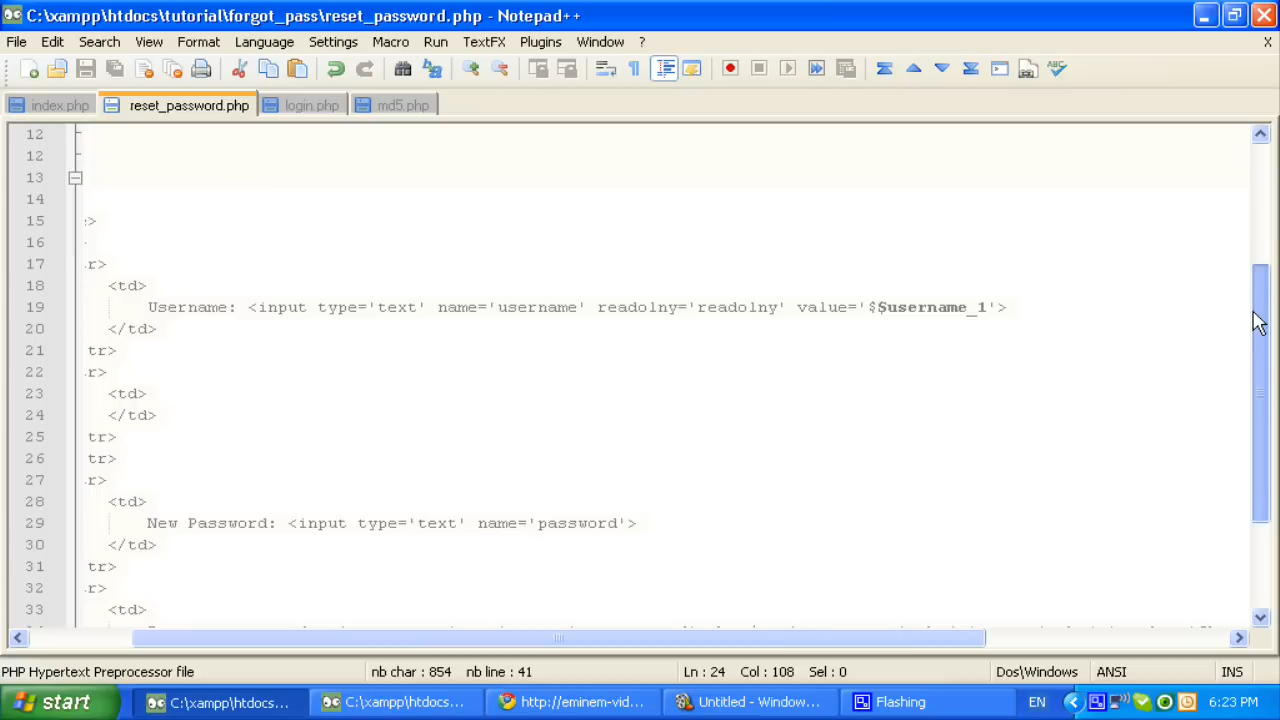 C:\xampp\htdocs\tutorial\forgot_pass\reset_password.php - Notepad++
File Edit Search View Format Language Settings Macro Run TextFX Plugins Window ? X
index.php reset_password.php login.php md5.php
12
12
13
14
15 :>
16
17 r>
18 <td>
19 Username: <input type='text' name='username' readolny='readolny' value='$$username_1'>
20 </td>
21 tr>
22 r>
23 <td>
24 </td>
25 tr>
26 tr>
27 r>
28 <td>
29 New Password: <input type='text' name='password'>
30 </td>
31 tr>
32 r>
33 <td>
PHP Hypertext Preprocessor file nb char : 854 nb line : 41 Ln : 24 Col : 108 Sel : 0 Dos\Windows ANSI INS
start C:\xampp\htdocs... C:\xampp\htdocs... http://eminem-vid... Untitled - Window... Flashing EN 6:23 PM